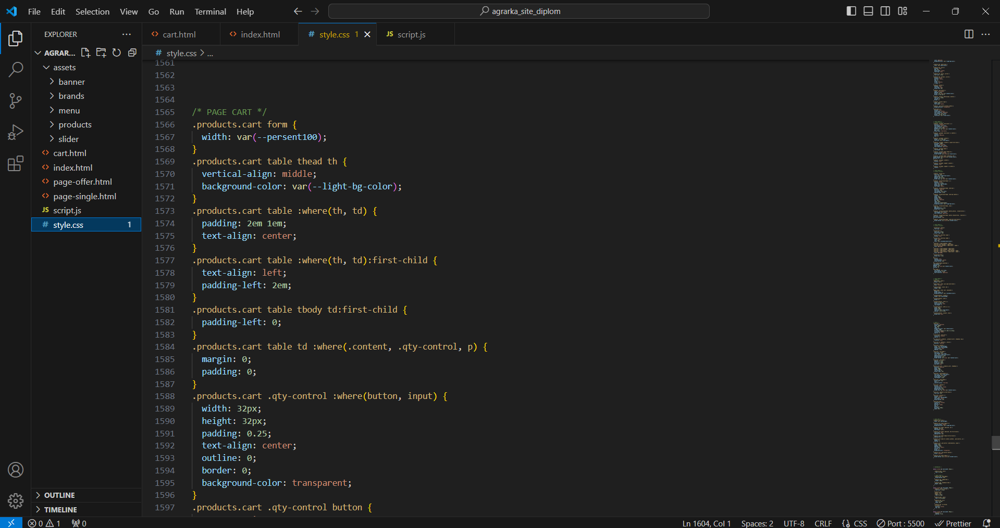 File Edit Selection View Go Run Terminal Help
agrarka_site_diplom
EXPLORER
AGRAR...
assets
banner
brands
menu
products
slider
cart.html
index.html
page-offer.html
page-single.html
JS script.js
# style.css 1
OUTLINE
TIMELINE
cart.html
index.html
# style.css 1
JS script.js
# style.css > ...
1561
1562
1563
1564
1565 /* PAGE CART */
1566 .products.cart form {
1567 width: var(--persent100);
1568 }
1569 .products.cart table thead th {
1570 vertical-align: middle;
1571 background-color: var(--light-bg-color);
1572 }
1573 .products.cart table :where(th, td) {
1574 padding: 2em 1em;
1575 text-align: center;
1576 }
1577 .products.cart table :where(th, td):first-child {
1578 text-align: left;
1579 padding-left: 2em;
1580 }
1581 .products.cart table tbody td:first-child {
1582 padding-left: 0;
1583 }
1584 .products.cart table td :where(.content, .qty-control, p) {
1585 margin: 0;
1586 padding: 0;
1587 }
1588 .products.cart .qty-control :where(button, input) {
1589 width: 32px;
1590 height: 32px;
1591 padding: 0.25;
1592 text-align: center;
1593 outline: 0;
1594 border: 0;
1595 background-color: transparent;
1596 }
1597 .products.cart .qty-control button {
0 1 0
Ln 1604, Col 1 Spaces: 2 UTF-8 CRLF {} CSS Port : 5500 Prettier